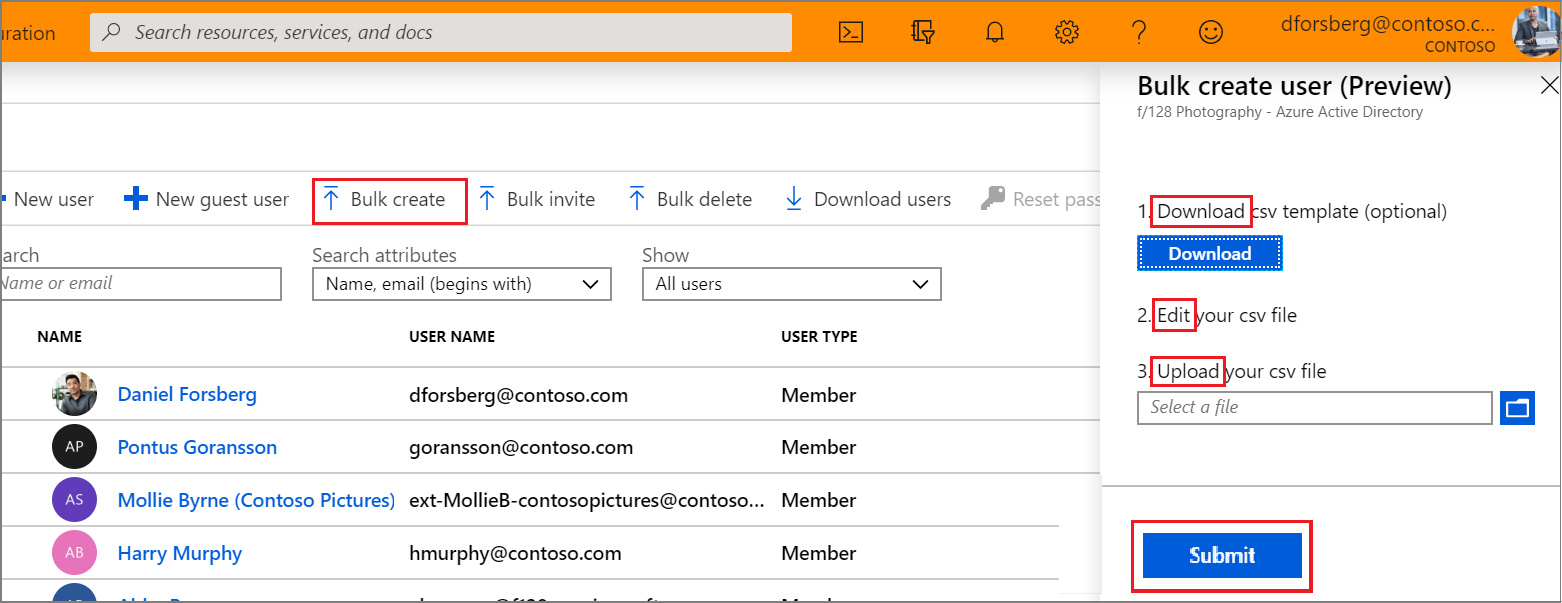 uration
Search resources, services, and docs
dforsberg@contoso.c...
CONTOSO
New user
New guest user
Bulk create
Bulk invite
Bulk delete
Download users
Reset pass
arch
Name or email
Search attributes
Name, email (begins with)
Show
All users
NAME USER NAME USER TYPE
Daniel Forsberg dforsberg@contoso.com Member
AP Pontus Goransson goransson@contoso.com Member
AS Mollie Byrne (Contoso Pictures) ext-MollieB-contosopictures@contoso... Member
AB Harry Murphy hmurphy@contoso.com Member
Bulk create user (Preview)
f/128 Photography - Azure Active Directory
1. Download csv template (optional)
Download
2. Edit your csv file
3. Upload your csv file
Select a file
Submit